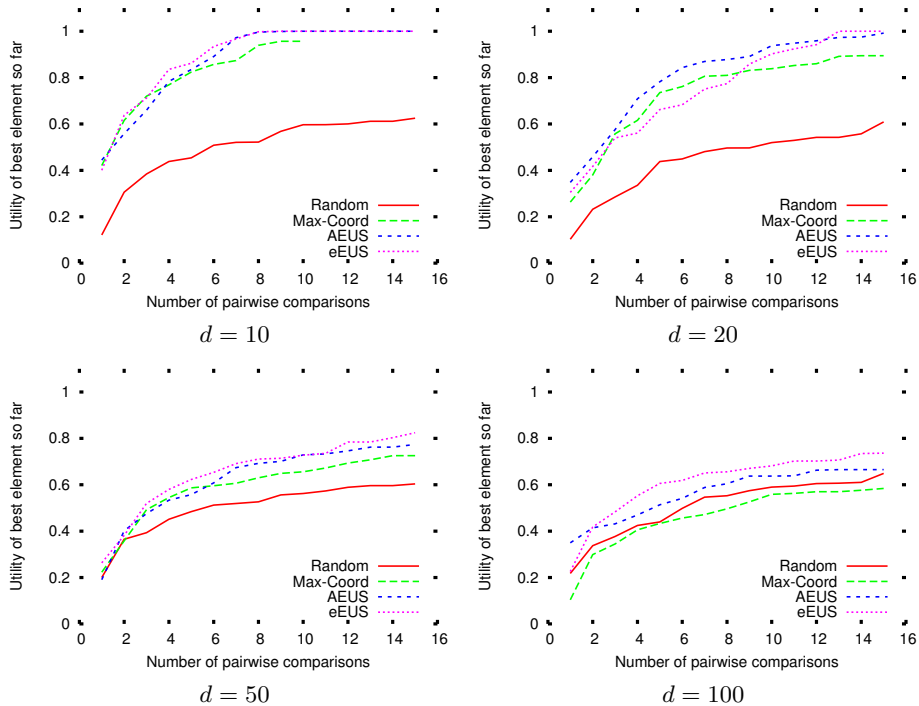 Utility of best element so far
1
0.8
0.6
0.4
0.2
0
Random
Max-Coord
AEUS
eEUS
0 2 4 6 8 10 12 14 16
Number of pairwise comparisons
d = 10
Utility of best element so far
1
0.8
0.6
0.4
0.2
0
Random
Max-Coord
AEUS
eEUS
0 2 4 6 8 10 12 14 16
Number of pairwise comparisons
d = 20
Utility of best element so far
1
0.8
0.6
0.4
0.2
0
Random
Max-Coord
AEUS
eEUS
0 2 4 6 8 10 12 14 16
Number of pairwise comparisons
d = 50
Utility of best element so far
1
0.8
0.6
0.4
0.2
0
Random
Max-Coord
AEUS
eEUS
0 2 4 6 8 10 12 14 16
Number of pairwise comparisons
d = 100